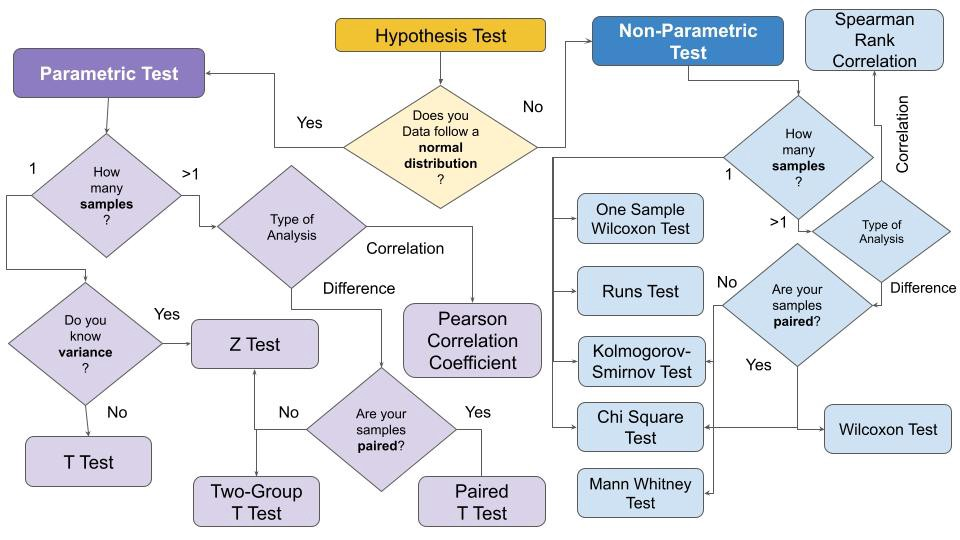 Hypothesis Test
Non-Parametric
Test
Spearman
Rank
Correlation
Parametric Test
Does you
Data follow a
normal
distribution
?
Yes
No
How
many
samples
?
1
>1
Type of
Analysis
Correlation
Difference
Do you
know
variance
?
Yes
No
Z Test
T Test
Pearson
Correlation
Coefficient
Are your
samples
paired?
No
Yes
Two-Group
T Test
Paired
T Test
How
many
samples
?
1
>1
Type of
Analysis
Correlation
Difference
Are your
samples
paired?
No
Yes
One Sample
Wilcoxon Test
Runs Test
Kolmogorov-
Smirnov Test
Chi Square
Test
Mann Whitney
Test
Wilcoxon Test